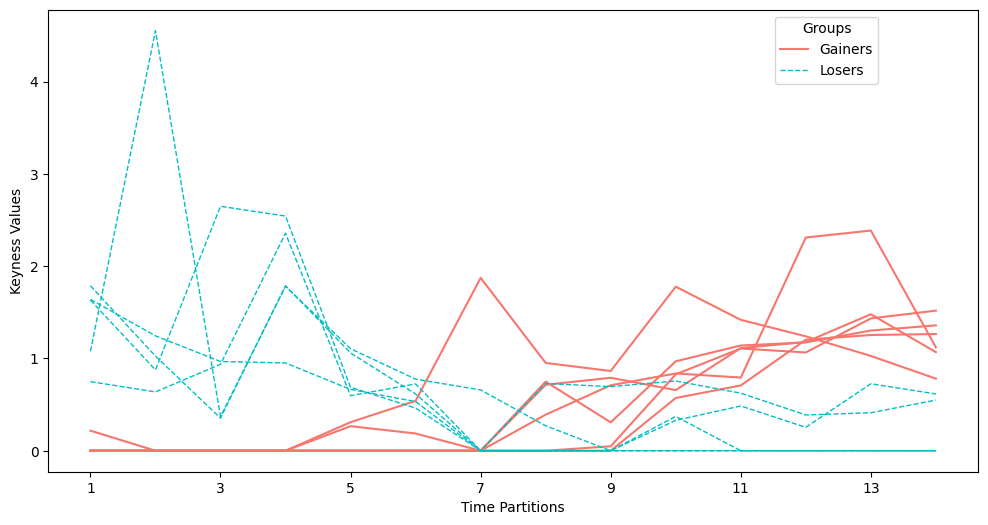 Groups
Gainers
Losers
Keyness Values
4
3
2
1
0
1 3 5 7 9 11 13
Time Partitions